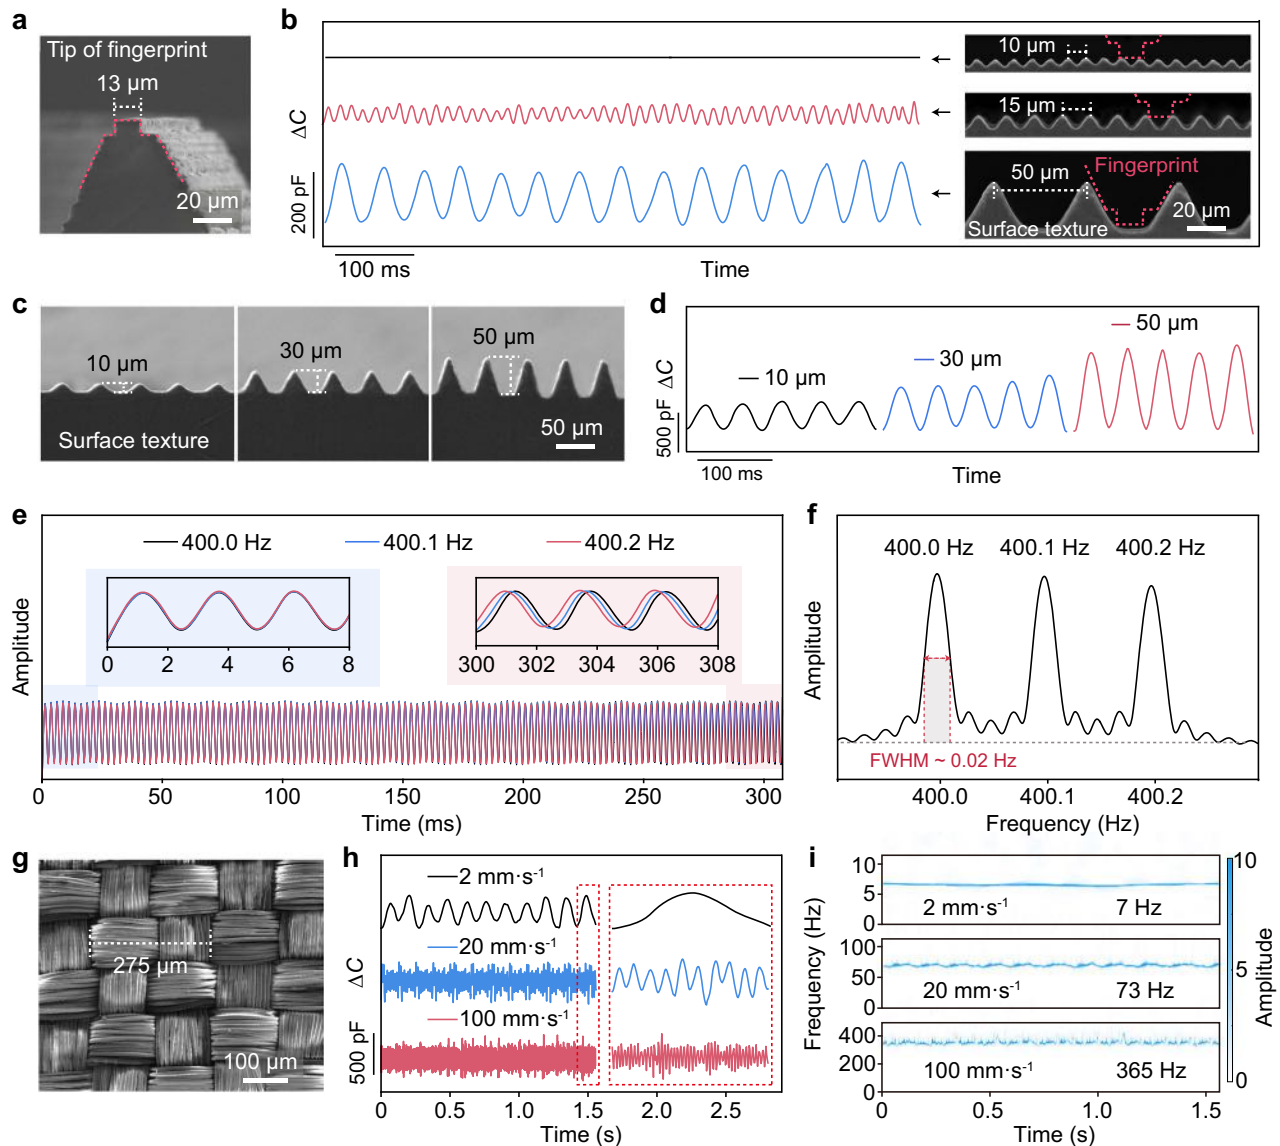 a
Tip of fingerprint
13 µm
20 µm
b
ΔC
200 pF
100 ms
Time
10 µm
15 µm
50 µm
Fingerprint
Surface texture
20 µm
c
10 µm
30 µm
50 µm
Surface texture
50 µm
d
ΔC
500 pF
10 µm
30 µm
50 µm
100 ms
Time
e
400.0 Hz
400.1 Hz
400.2 Hz
Amplitude
0 2 4 6 8
300 302 304 306 308
0 50 100 150 200 250 300
Time (ms)
f
400.0 Hz 400.1 Hz 400.2 Hz
Amplitude
FWHM ~ 0.02 Hz
400.0 400.1 400.2
Frequency (Hz)
g
275 µm
100 µm
h
2 mm·s-1
20 mm·s-1
100 mm·s-1
ΔC
500 pF
0 0.5 1.0 1.5 2.0 2.5
Time (s)
i
Frequency (Hz)
10
5
0
2 mm·s-1 7 Hz
100
50
0
20 mm·s-1 73 Hz
400
200
0
100 mm·s-1 365 Hz
0 0.5 1.0 1.5
Time (s)
10
5
0
Amplitude